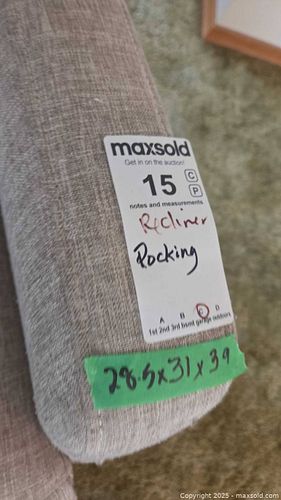 maxsold
Get in on the auction!
15 C
P
notes and measurements
Recliner
Rocking
A B C D
1st 2nd 3rd bsmt garage outdoors
28.5x31x39
Copyright 2025 - maxsold.com